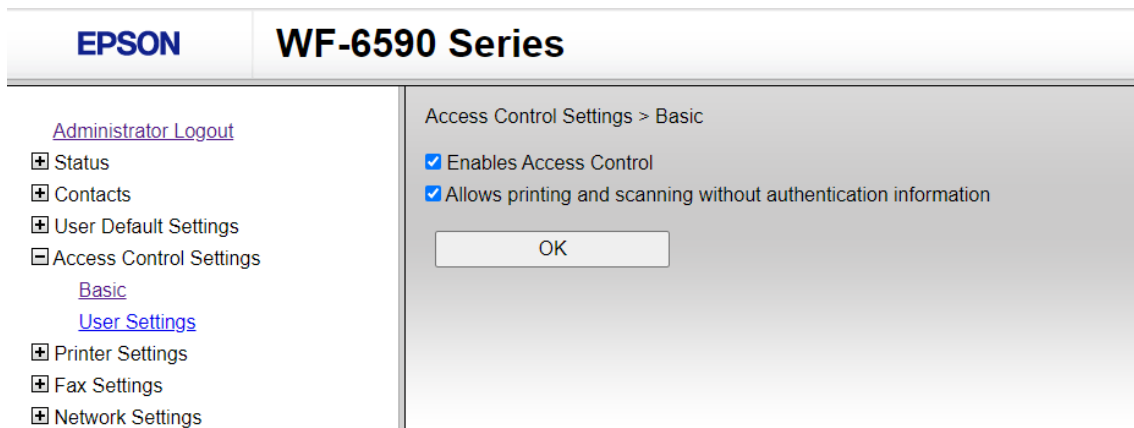 EPSON
WF-6590 Series
Administrator Logout
Status
Contacts
User Default Settings
Access Control Settings
Basic
User Settings
Printer Settings
Fax Settings
Network Settings
Access Control Settings > Basic
Enables Access Control
Allows printing and scanning without authentication information
OK